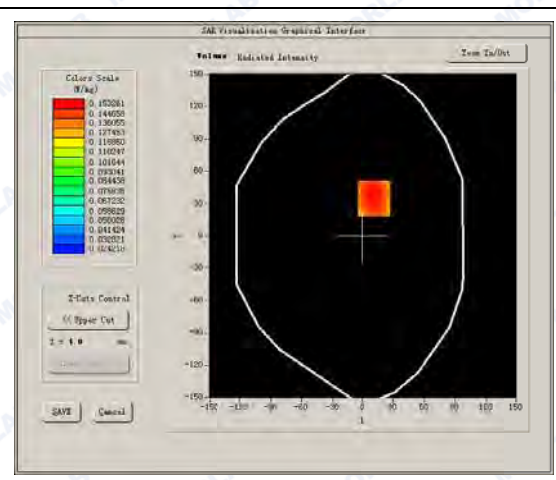 SAR Visualisation Graphical Interface
Volume Radiated Intensity
Zoom In/Out
Colors Scale
(W/kg)
0.153261
0.144658
0.136055
0.127453
0.118850
0.110247
0.101644
0.093041
0.084438
0.075835
0.067232
0.058629
0.050026
0.041424
0.032821
0.024218
150
90
60
30
Y 0
-30
-60
-90
-120
-150
-150 -120 -90 -60 -30 0 30 60 90 120 150
X
Z-Cuts Control
<< Upper Cut
Z = 4.0 mm
SAVE
Cancel